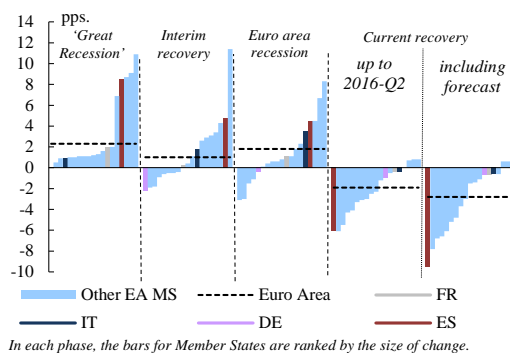 pps.
14
12
10
8
6
4
2
0
-2
-4
-6
-8
-10
‘Great
Recession’
Interim
recovery
Euro area
recession
Current recovery
up to
2016-Q2
including
forecast
Other EA MS
Euro Area
FR
IT
DE
ES
In each phase, the bars for Member States are ranked by the size of change.